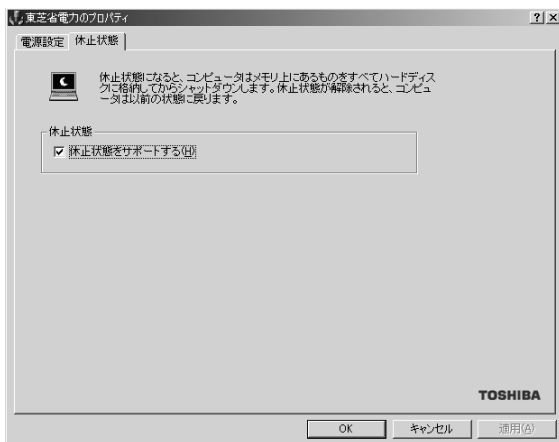 東芝省電力のプロパティ
電源設定 休止状態
休止状態になると、コンピュータはメモリ上にあるものをすべてハードディス
クに格納してからシャットダウンします。休止状態が解除されると、コンピュ
ータは以前の状態に戻ります。
休止状態
休止状態をサポートする(H)
TOSHIBA
OK キャンセル 適用(A)